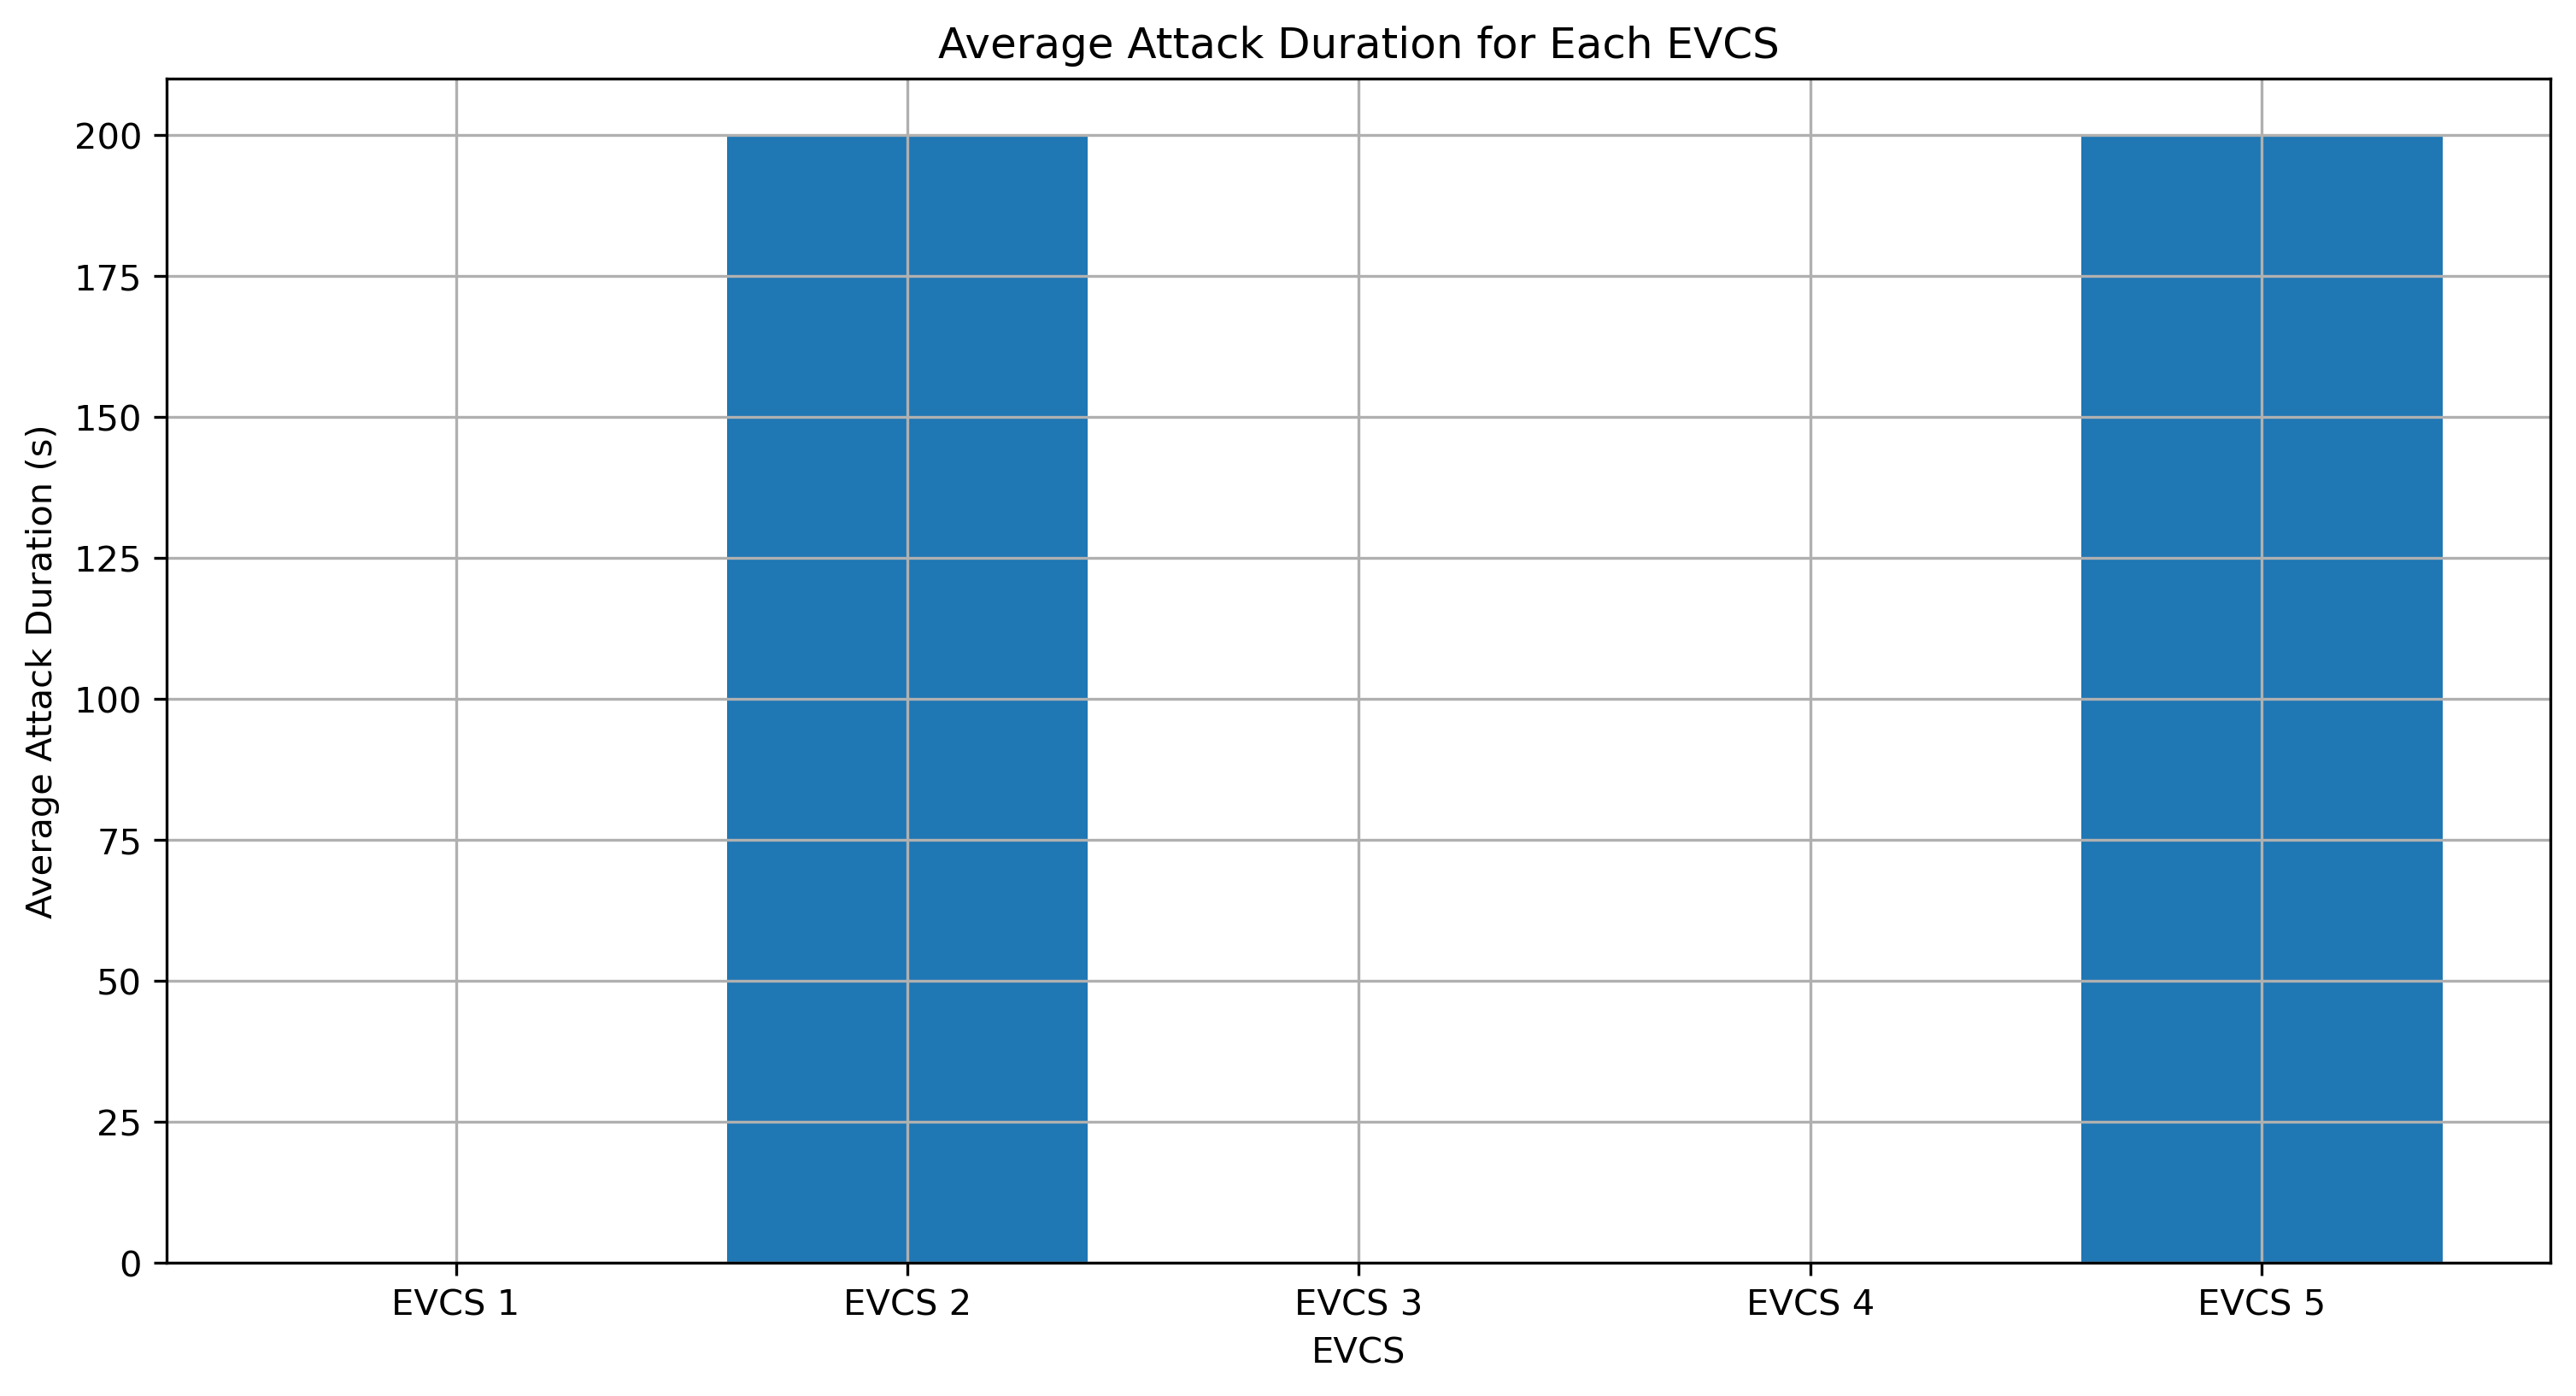 Average Attack Duration for Each EVCS
Average Attack Duration (s)
200
175
150
125
100
75
50
25
0
EVCS 1 EVCS 2 EVCS 3 EVCS 4 EVCS 5
EVCS